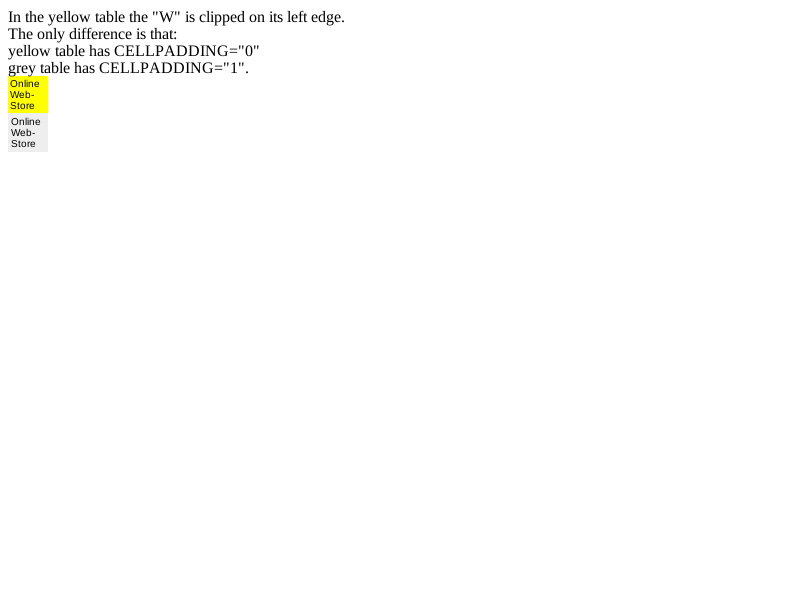 In the yellow table the "W" is clipped on its left edge.
The only difference is that:
yellow table has CELLPADDING="0"
grey table has CELLPADDING="1".
Online
Web-
Store
Online
Web-
Store